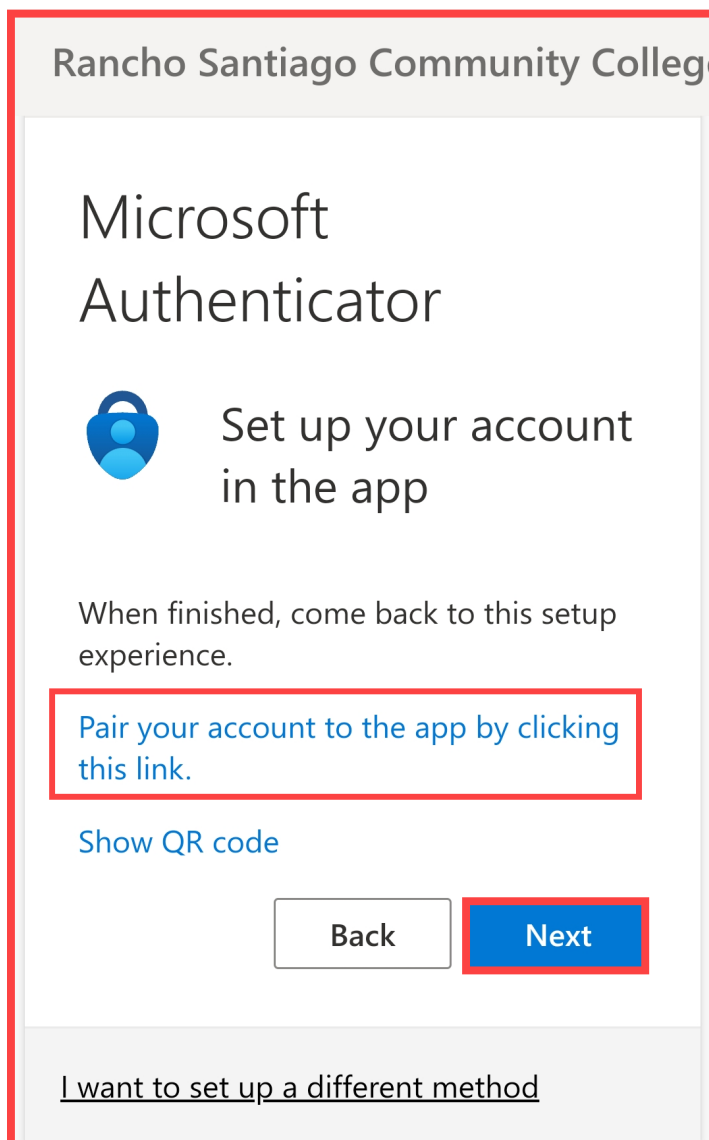 Rancho Santiago Community College
Microsoft
Authenticator
Set up your account
in the app
When finished, come back to this setup
experience.
Pair your account to the app by clicking
this link.
Show QR code
Back
Next
I want to set up a different method